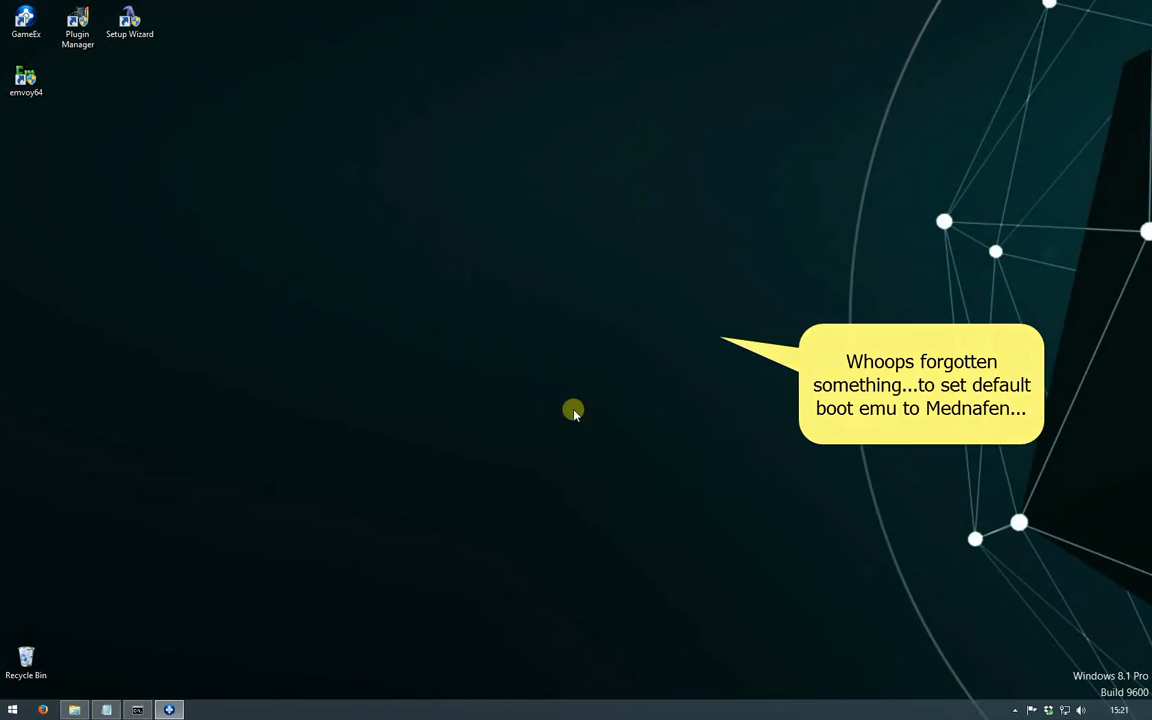 GameEx
Plugin
Manager
Setup Wizard
emvoy64
Whoops forgotten
something...to set default
boot emu to Mednafen...
Recycle Bin
Windows 8.1 Pro
Build 9600
15:21